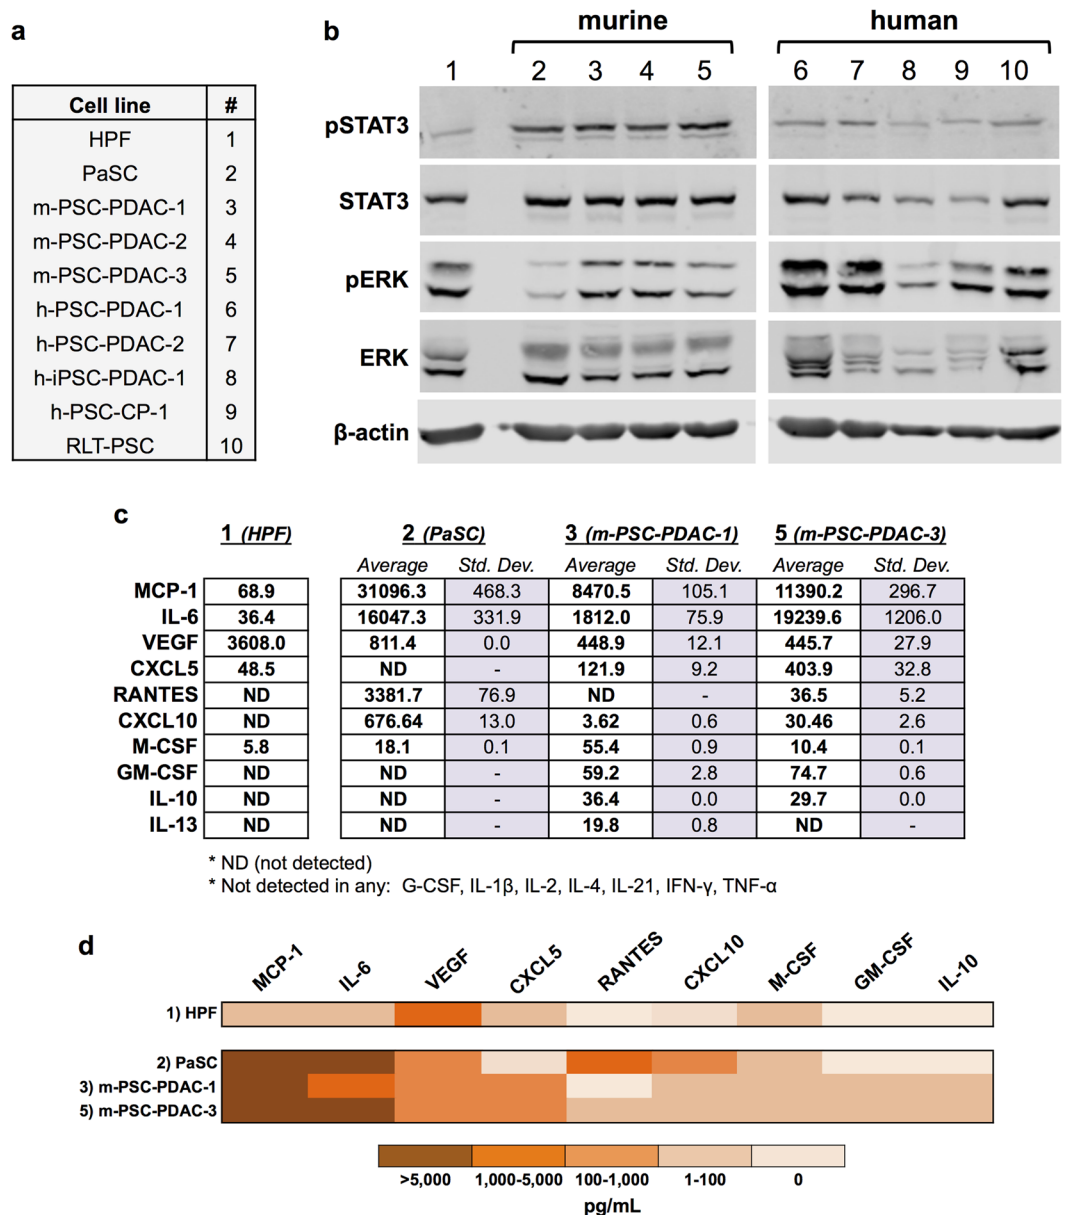 a
Cell line #
HPF 1
PaSC 2
m-PSC-PDAC-1 3
m-PSC-PDAC-2 4
m-PSC-PDAC-3 5
h-PSC-PDAC-1 6
h-PSC-PDAC-2 7
h-iPSC-PDAC-1 8
h-PSC-CP-1 9
RLT-PSC 10
b
murine human
1 2 3 4 5 6 7 8 9 10
pSTAT3
STAT3
pERK
ERK
β-actin
c
1 (HPF) 2 (PaSC) 3 (m-PSC-PDAC-1) 5 (m-PSC-PDAC-3)
Average Std. Dev. Average Std. Dev. Average Std. Dev.
MCP-1 68.9 31096.3 468.3 8470.5 105.1 11390.2 296.7
IL-6 36.4 16047.3 331.9 1812.0 75.9 19239.6 1206.0
VEGF 3608.0 811.4 0.0 448.9 12.1 445.7 27.9
CXCL5 48.5 ND - 121.9 9.2 403.9 32.8
RANTES ND 3381.7 76.9 ND - 36.5 5.2
CXCL10 ND 676.64 13.0 3.62 0.6 30.46 2.6
M-CSF 5.8 18.1 0.1 55.4 0.9 10.4 0.1
GM-CSF ND ND - 59.2 2.8 74.7 0.6
IL-10 ND ND - 36.4 0.0 29.7 0.0
IL-13 ND ND - 19.8 0.8 ND -
* ND (not detected)
* Not detected in any: G-CSF, IL-1β, IL-2, IL-4, IL-21, IFN-γ, TNF-α
d
MCP-1 IL-6 VEGF CXCL5 RANTES CXCL10 M-CSF GM-CSF IL-10
1) HPF
2) PaSC
3) m-PSC-PDAC-1
5) m-PSC-PDAC-3
>5,000 1,000-5,000 100-1,000 1-100 0
pg/mL